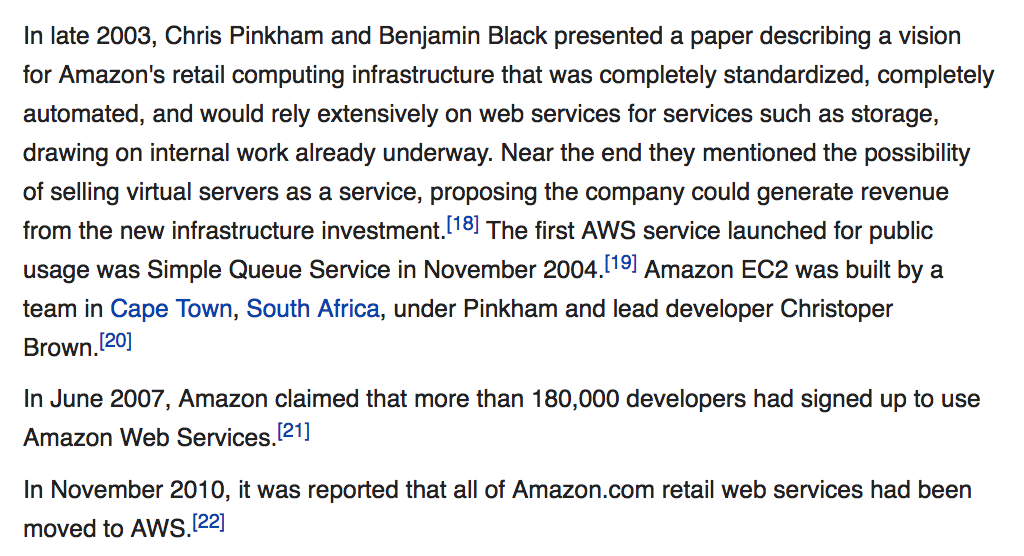 In late 2003, Chris Pinkham and Benjamin Black presented a paper describing a vision
for Amazon's retail computing infrastructure that was completely standardized, completely
automated, and would rely extensively on web services for services such as storage,
drawing on internal work already underway. Near the end they mentioned the possibility
of selling virtual servers as a service, proposing the company could generate revenue
from the new infrastructure investment.[18] The first AWS service launched for public
usage was Simple Queue Service in November 2004.[19] Amazon EC2 was built by a
team in Cape Town, South Africa, under Pinkham and lead developer Christoper
Brown.[20]
In June 2007, Amazon claimed that more than 180,000 developers had signed up to use
Amazon Web Services.[21]
In November 2010, it was reported that all of Amazon.com retail web services had been
moved to AWS.[22]